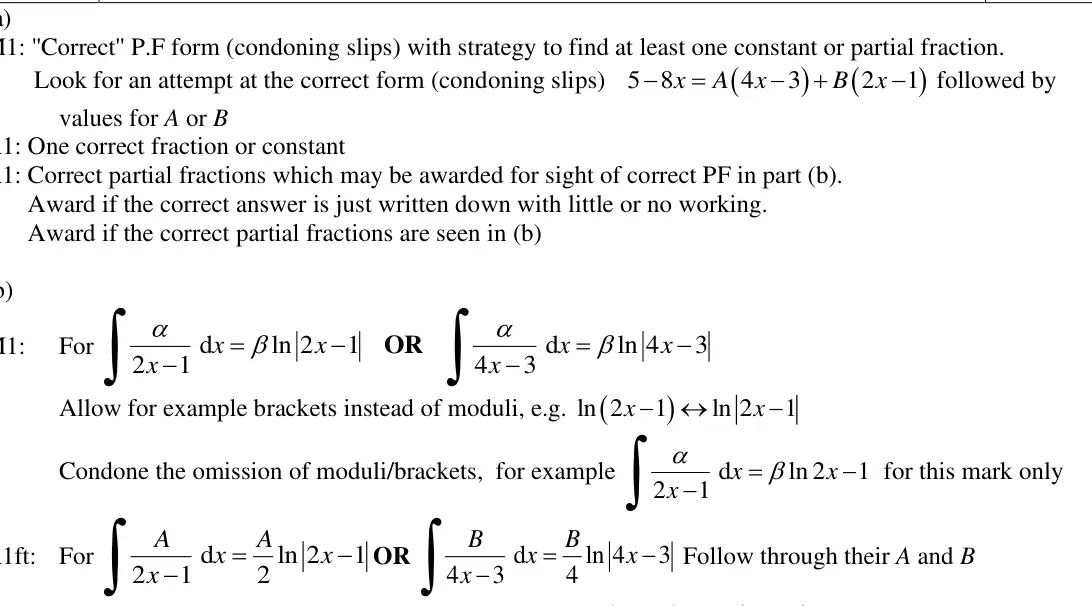 a)
M1: "Correct" P.F form (condoning slips) with strategy to find at least one constant or partial fraction.
Look for an attempt at the correct form (condoning slips) 5−8x = A(4x−3)+B(2x−1) followed by
values for A or B
A1: One correct fraction or constant
A1: Correct partial fractions which may be awarded for sight of correct PF in part (b).
Award if the correct answer is just written down with little or no working.
Award if the correct partial fractions are seen in (b)
b)
M1: For ∫ α/(2x−1) dx = β ln|2x−1| OR ∫ α/(4x−3) dx = β ln|4x−3|
Allow for example brackets instead of moduli, e.g. ln(2x−1)↔ln|2x−1|
Condone the omission of moduli/brackets, for example ∫ α/(2x−1) dx = β ln 2x−1 for this mark only
A1ft: For ∫ A/(2x−1) dx = A/2 ln|2x−1| OR ∫ B/(4x−3) dx = B/4 ln|4x−3| Follow through their A and B